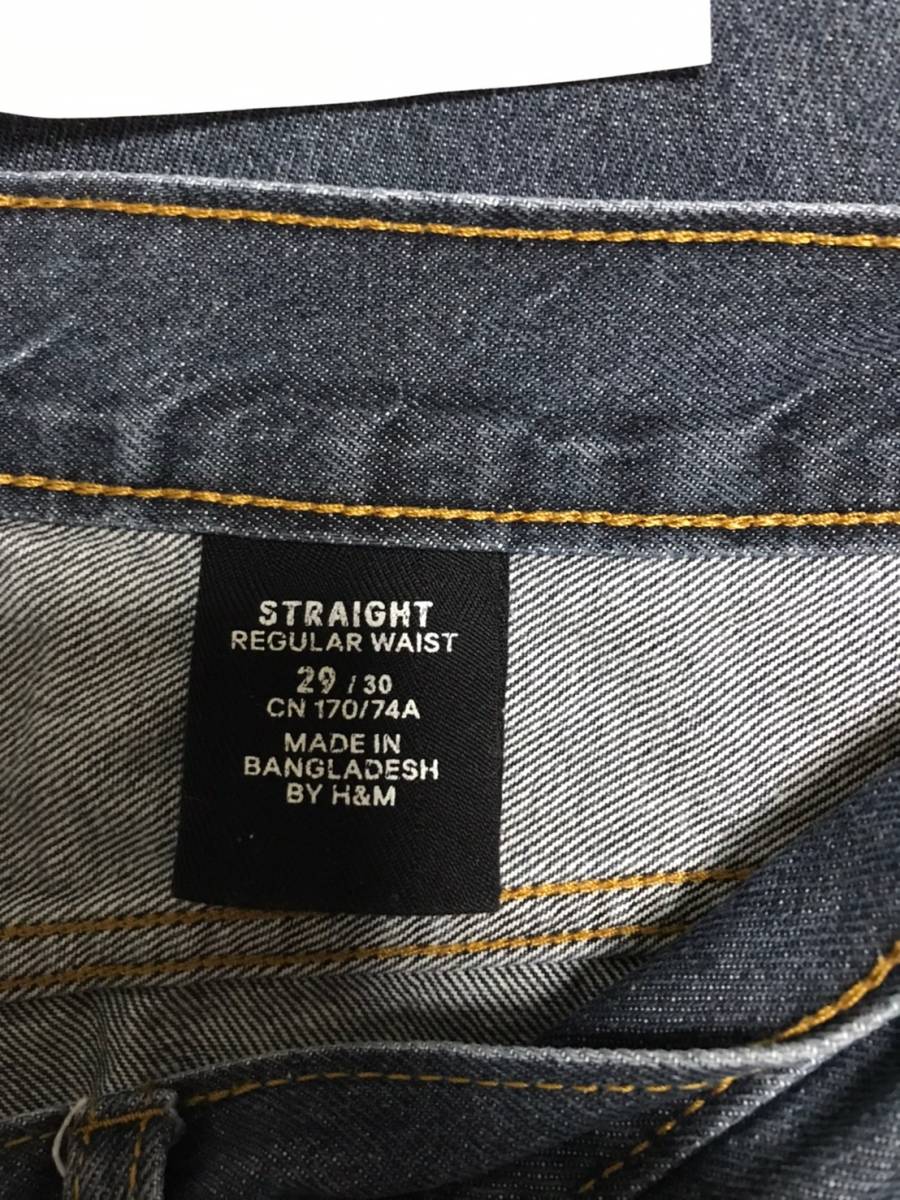 STRAIGHT
REGULAR WAIST
29 / 30
CN 170/74A
MADE IN
BANGLADESH
BY H&M